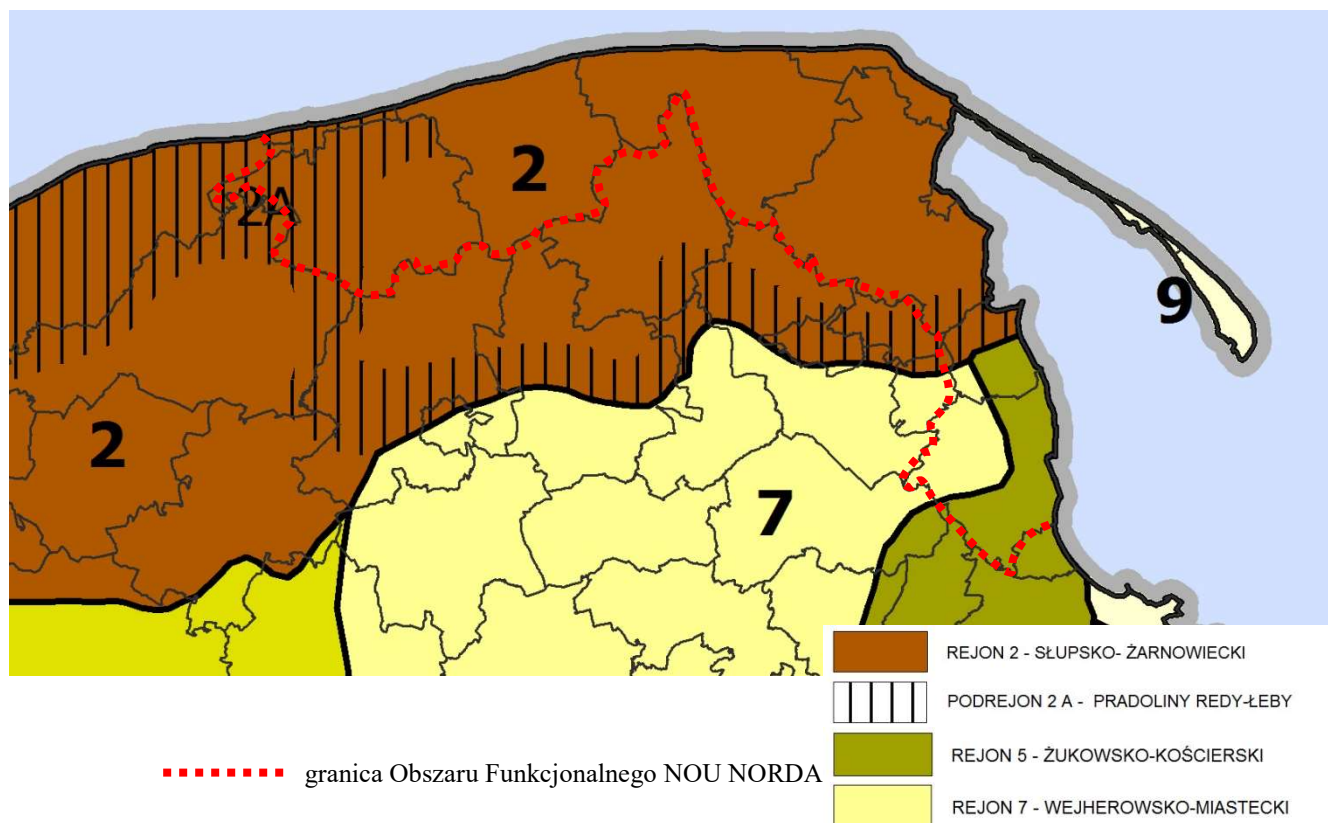 2
2A
9
2
7
REJON 2 - SŁUPSKO- ŻARNOWIECKI
PODREJON 2 A - PRADOLINY REDY-ŁEBY
REJON 5 - ŻUKOWSKO-KOŚCIERSKI
granica Obszaru Funkcjonalnego NOU NORDA
REJON 7 - WEJHEROWSKO-MIASTECKI